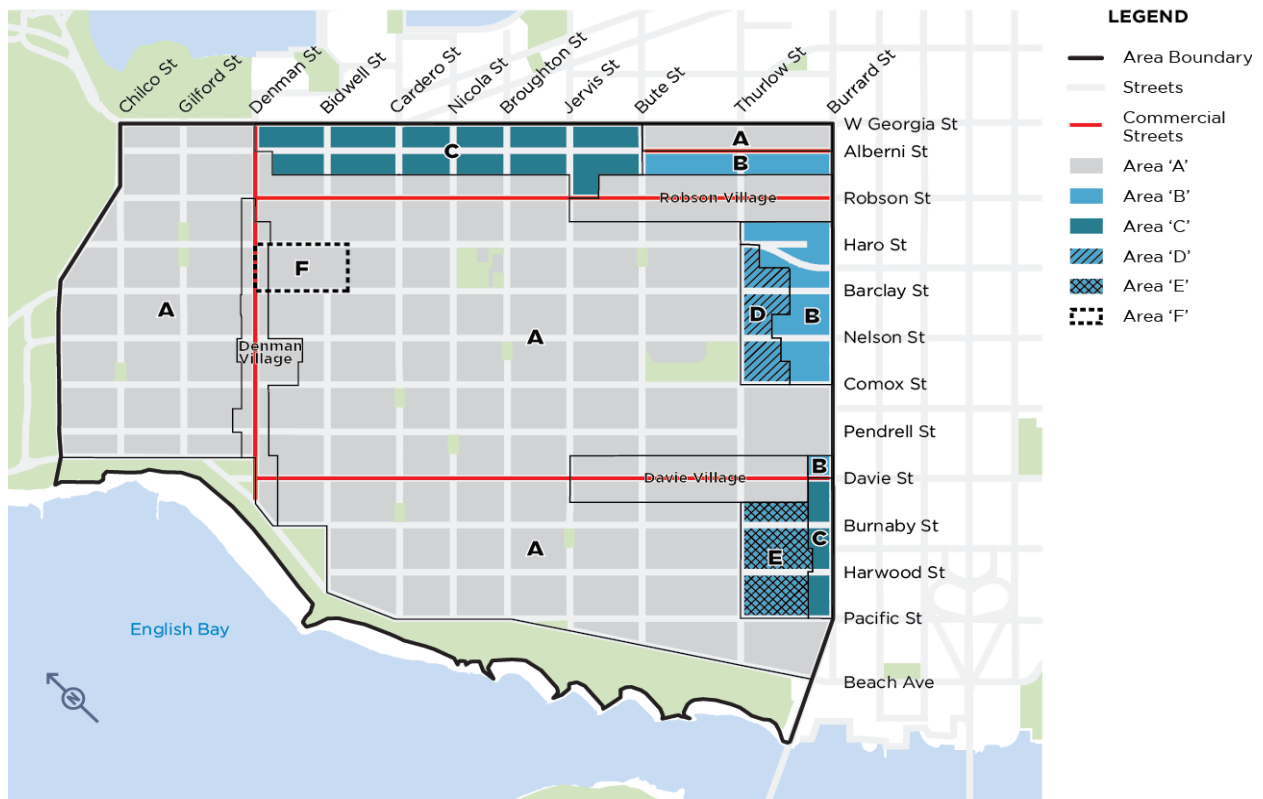 LEGEND
Area Boundary
Streets
Commercial
Streets
Area ‘A’
Area ‘B’
Area ‘C’
Area ‘D’
Area ‘E’
Area ‘F’
Chilco St
Gilford St
Denman St
Bidwell St
Cardero St
Nicola St
Broughton St
Jervis St
Bute St
Thurlow St
Burrard St
W Georgia St
A
Alberni St
C
B
Robson Village
Robson St
Haro St
F
Barclay St
A
D
B
Nelson St
A
Denman
Village
Comox St
Pendrell St
B
Davie Village
Davie St
Burnaby St
C
A
E
Harwood St
Pacific St
English Bay
Beach Ave
N